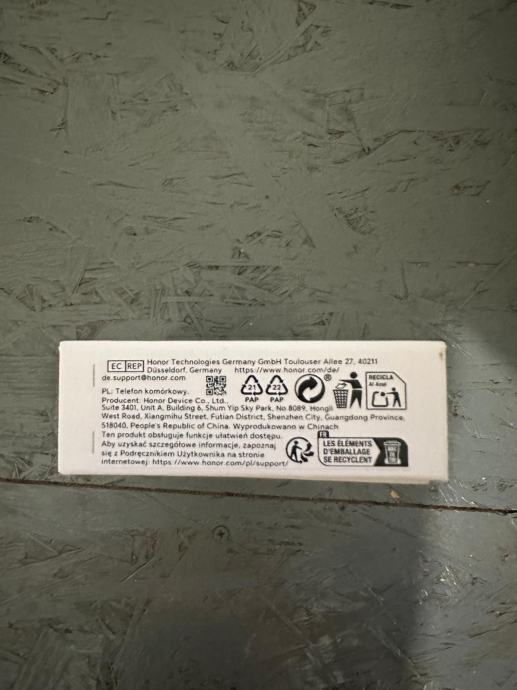 EC REP Honor Technologies Germany GmbH Toulouser Allee 27, 40211
Düsseldorf, Germany https://www.honor.com/de/
de.support@honor.com
PL: Telefon komórkowy.
Producent: Honor Device Co., Ltd.,
Suite 3401, Unit A, Building 6, Shum Yip Sky Park, No.8089, Hongli
West Road, Xiangmihu Street, Futian District, Shenzhen City, Guangdong Province,
518040, People's Republic of China. Wyprodukowano w Chinach
Ten produkt obsługuje funkcje ułatwień dostępu.
Aby uzyskać szczegółowe informacje, zapoznaj
się z Podręcznikiem Użytkownika na stronie
internetowej: https://www.honor.com/pl/support/
21
PAP
22
PAP
®
RECICLA
Al Azul
FR
LES ÉLÉMENTS
D'EMBALLAGE
SE RECYCLENT